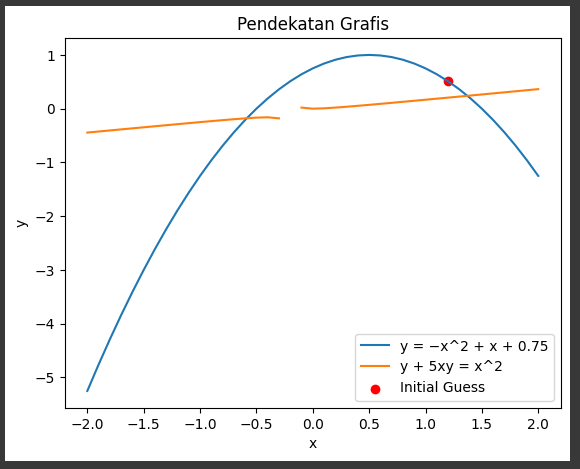 Pendekatan Grafis
1
0
−1
−2
−3
−4
−5
y
y = −x^2 + x + 0.75
y + 5xy = x^2
Initial Guess
−2.0 −1.5 −1.0 −0.5 0.0 0.5 1.0 1.5 2.0
x